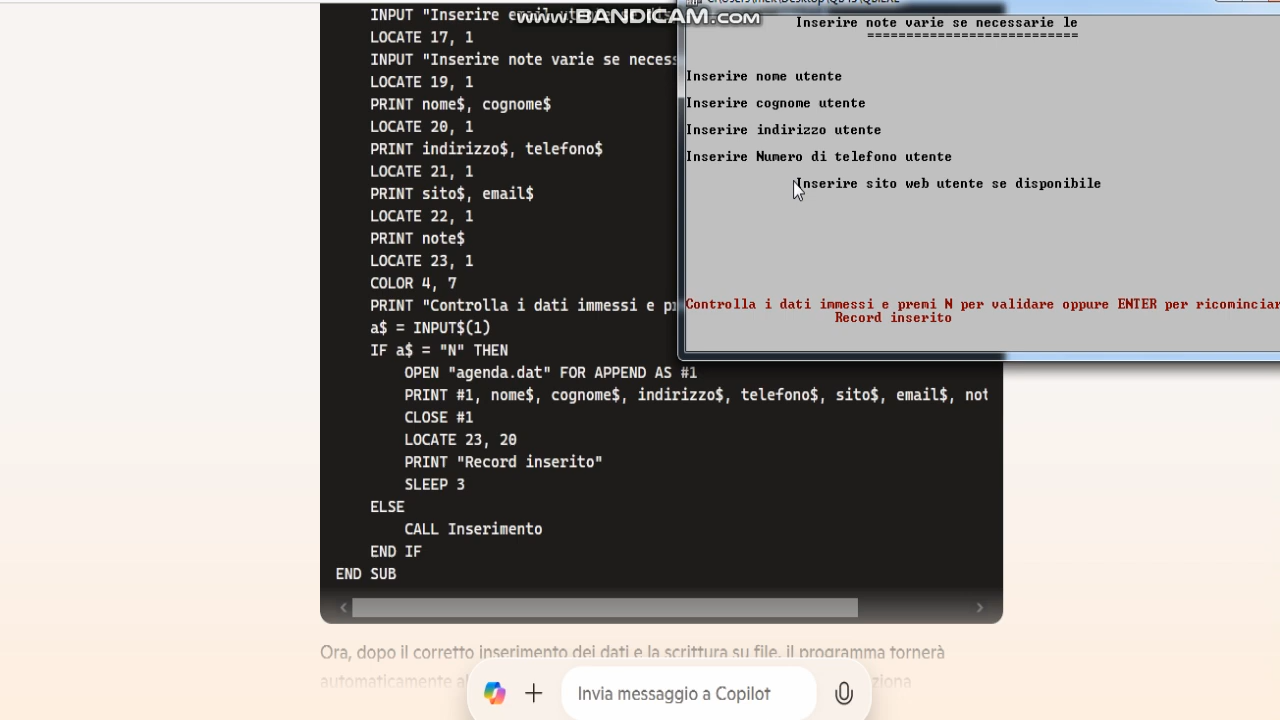 INPUT "Inserire
www.BANDICAM.com
LOCATE 17, 1
INPUT "Inserire note varie se necess
LOCATE 19, 1
PRINT nome$, cognome$
LOCATE 20, 1
PRINT indirizzo$, telefono$
LOCATE 21, 1
PRINT sito$, email$
LOCATE 22, 1
PRINT note$
LOCATE 23, 1
COLOR 4, 7
PRINT "Controlla i dati immessi e p
a$ = INPUT$(1)
IF a$ = "N" THEN
OPEN "agenda.dat" FOR APPEND AS #1
PRINT #1, nome$, cognome$, indirizzo$, telefono$, sito$, email$, not
CLOSE #1
LOCATE 23, 20
PRINT "Record inserito"
SLEEP 3
ELSE
CALL Inserimento
END IF
END SUB
Inserire note varie se necessarie le
===========================
Inserire nome utente
Inserire cognome utente
Inserire indirizzo utente
Inserire Numero di telefono utente
Inserire sito web utente se disponibile
Controlla i dati immessi e premi N per validare oppure ENTER per ricominciar
Record inserito
Ora, dopo il corretto inserimento dei dati e la scrittura su file, il programma tornerà
automaticamente
Invia messaggio a Copilot